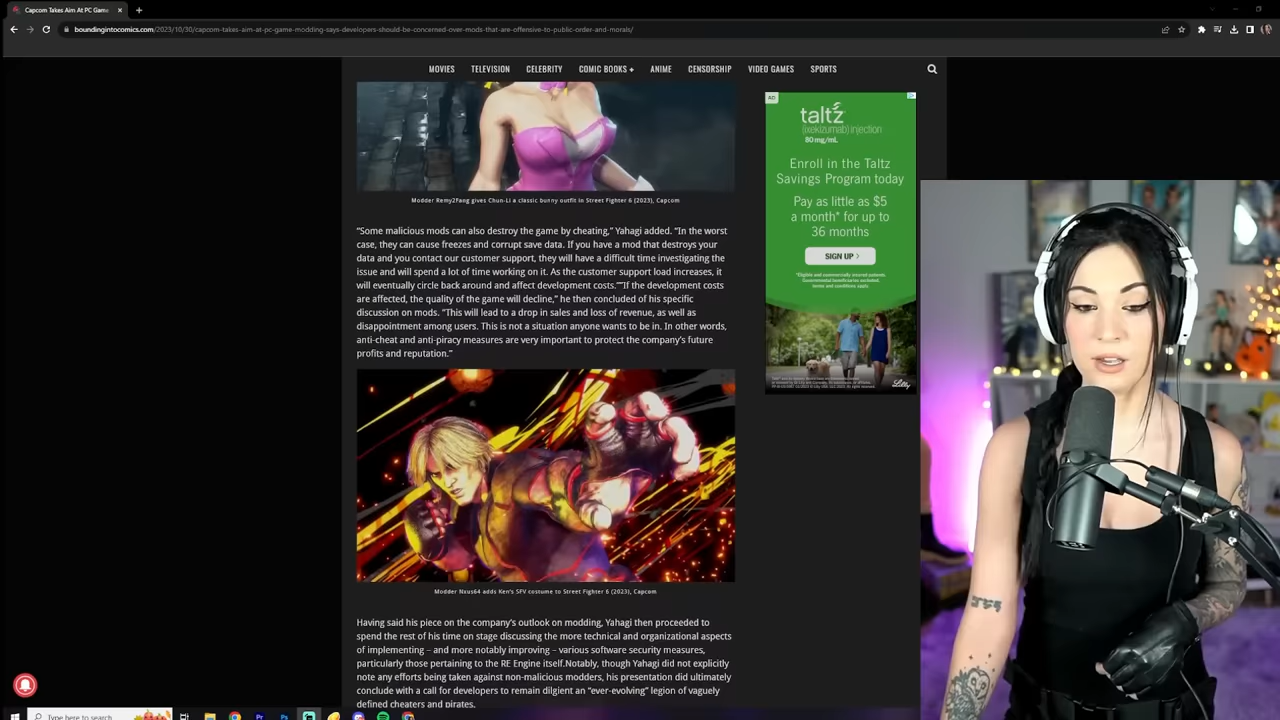 Capcom Takes Aim At PC Game
boundingintocomics.com/2023/10/30/capcom-takes-aim-at-pc-game-modding-says-developers-should-be-concerned-over-mods-that-are-offensive-to-public-order-and-morals/
MOVIES TELEVISION CELEBRITY COMIC BOOKS + ANIME CENSORSHIP VIDEO GAMES SPORTS
Modder Remy2Fang gives Chun-Li a classic bunny outfit in Street Fighter 6 (2023), Capcom
“Some malicious mods can also destroy the game by cheating,” Yahagi added. “In the worst
case, they can cause freezes and corrupt save data. If you have a mod that destroys your
data and you contact our customer support, they will have a difficult time investigating the
issue and will spend a lot of time working on it. As the customer support load increases, it
will eventually circle back around and affect development costs.”“If the development costs
are affected, the quality of the game will decline,” he then concluded of his specific
discussion on mods. “This will lead to a drop in sales and loss of revenue, as well as
disappointment among users. This is not a situation anyone wants to be in. In other words,
anti-cheat and anti-piracy measures are very important to protect the company’s future
profits and reputation.”
Modder Nxus64 adds Ken's SFV costume to Street Fighter 6 (2023), Capcom
Having said his piece on the company’s outlook on modding, Yahagi then proceeded to
spend the rest of his time on stage discussing the more technical and organizational aspects
of implementing – and more notably improving – various software security measures,
particularly those pertaining to the RE Engine itself.Notably, though Yahagi did not explicitly
note any efforts being taken against non-malicious modders, his presentation did ultimately
conclude with a call for developers to remain dilgient an “ever-evolving” legion of vaguely
defined cheaters and pirates.
AD
taltz
(ixekizumab) injection
80 mg/mL
Enroll in the Taltz
Savings Program today
Pay as little as $5
a month* for up to
36 months
SIGN UP >
*Eligible and commercially insured patients.
Governmental beneficiaries excluded,
terms and conditions apply.
Lilly
Type here to search